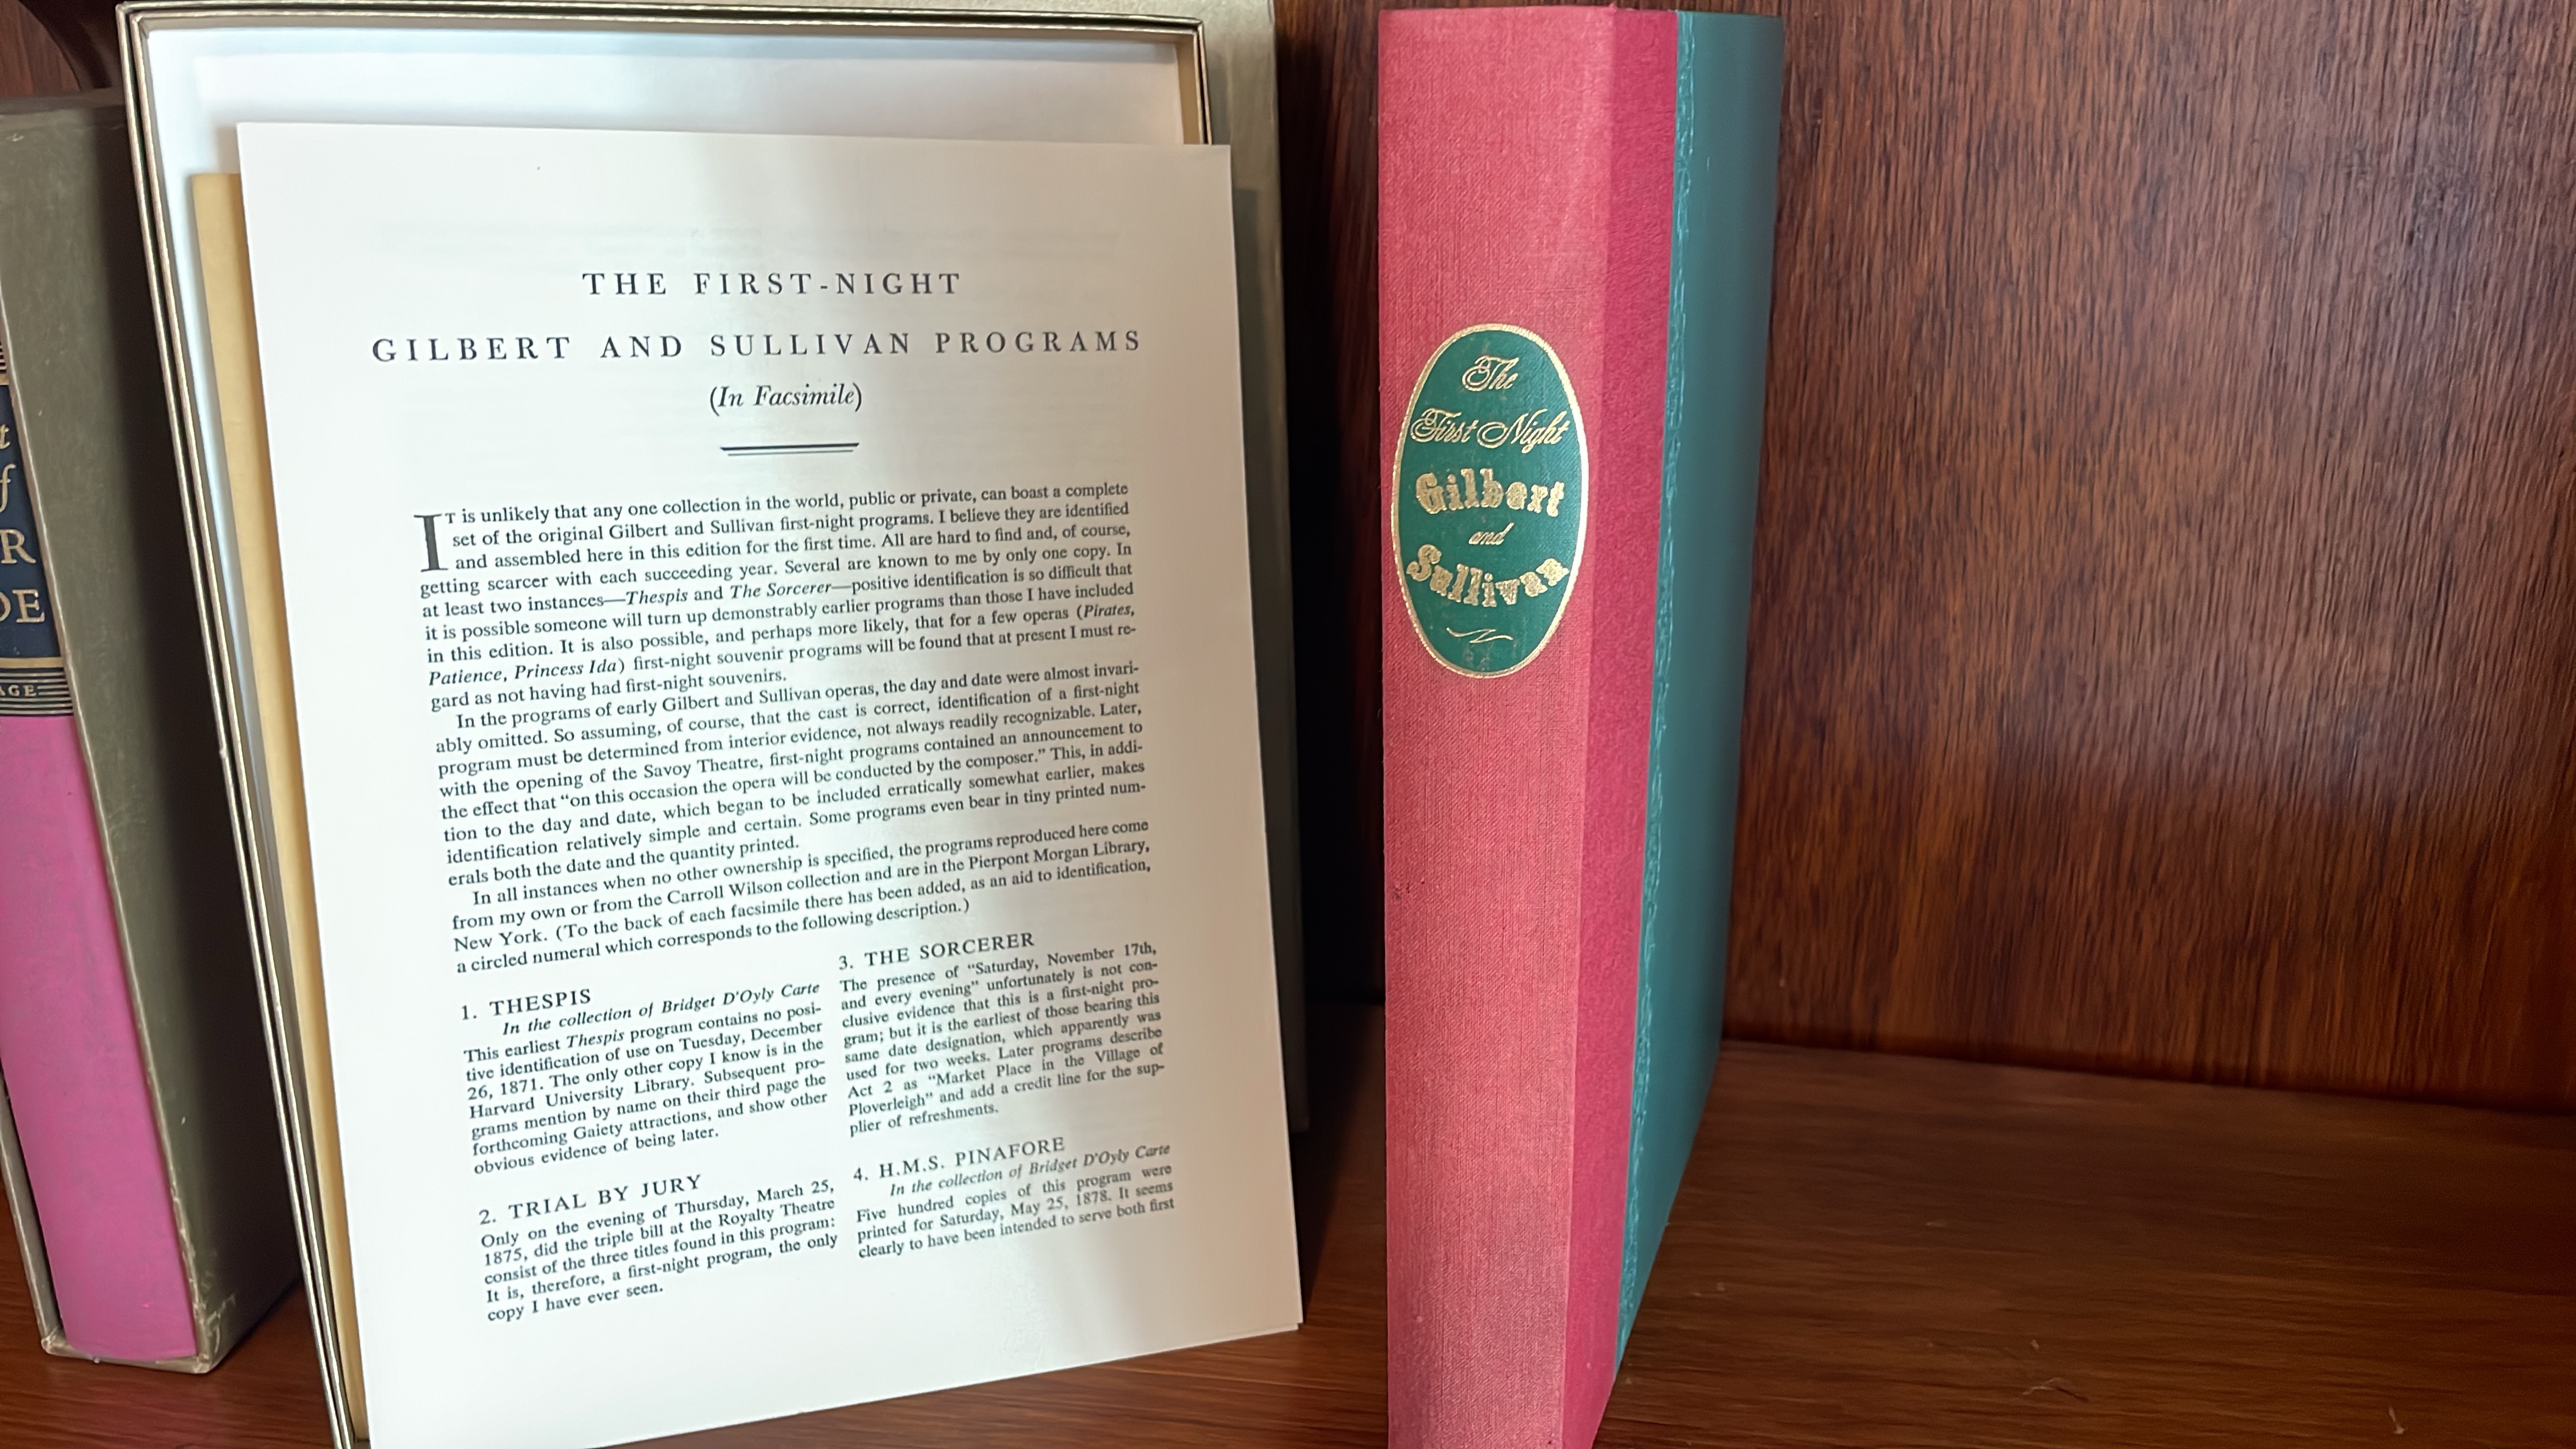 t
f
R
DE
AGE
THE FIRST-NIGHT
GILBERT AND SULLIVAN PROGRAMS
(In Facsimile)
IT is unlikely that any one collection in the world, public or private, can boast a complete
set of the original Gilbert and Sullivan first-night programs. I believe they are identified
and assembled here in this edition for the first time. All are hard to find and, of course,
getting scarcer with each succeeding year. Several are known to me by only one copy. In
at least two instances—Thespis and The Sorcerer—positive identification is so difficult that
it is possible someone will turn up demonstrably earlier programs than those I have included
in this edition. It is also possible, and perhaps more likely, that for a few operas (Pirates,
Patience, Princess Ida) first-night souvenir programs will be found that at present I must re-
gard as not having had first-night souvenirs.
In the programs of early Gilbert and Sullivan operas, the day and date were almost invari-
ably omitted. So assuming, of course, that the cast is correct, identification of a first-night
program must be determined from interior evidence, not always readily recognizable. Later,
with the opening of the Savoy Theatre, first-night programs contained an announcement to
the effect that “on this occasion the opera will be conducted by the composer.” This, in addi-
tion to the day and date, which began to be included erratically somewhat earlier, makes
identification relatively simple and certain. Some programs even bear in tiny printed num-
erals both the date and the quantity printed.
In all instances when no other ownership is specified, the programs reproduced here come
from my own or from the Carroll Wilson collection and are in the Pierpont Morgan Library,
New York. (To the back of each facsimile there has been added, as an aid to identification,
a circled numeral which corresponds to the following description.)
1. THESPIS
In the collection of Bridget D'Oyly Carte
This earliest Thespis program contains no posi-
tive identification of use on Tuesday, December
26, 1871. The only other copy I know is in the
Harvard University Library. Subsequent pro-
grams mention by name on their third page the
forthcoming Gaiety attractions, and show other
obvious evidence of being later.
2. TRIAL BY JURY
Only on the evening of Thursday, March 25,
1875, did the triple bill at the Royalty Theatre
consist of the three titles found in this program:
It is, therefore, a first-night program, the only
copy I have ever seen.
3. THE SORCERER
The presence of “Saturday, November 17th,
and every evening” unfortunately is not con-
clusive evidence that this is a first-night pro-
gram; but it is the earliest of those bearing this
same date designation, which apparently was
used for two weeks. Later programs describe
Act 2 as “Market Place in the Village of
Ploverleigh” and add a credit line for the sup-
plier of refreshments.
4. H.M.S. PINAFORE
In the collection of Bridget D'Oyly Carte
Five hundred copies of this program were
printed for Saturday, May 25, 1878. It seems
clearly to have been intended to serve both first
The
First Night
Gilbert
and
Sullivan